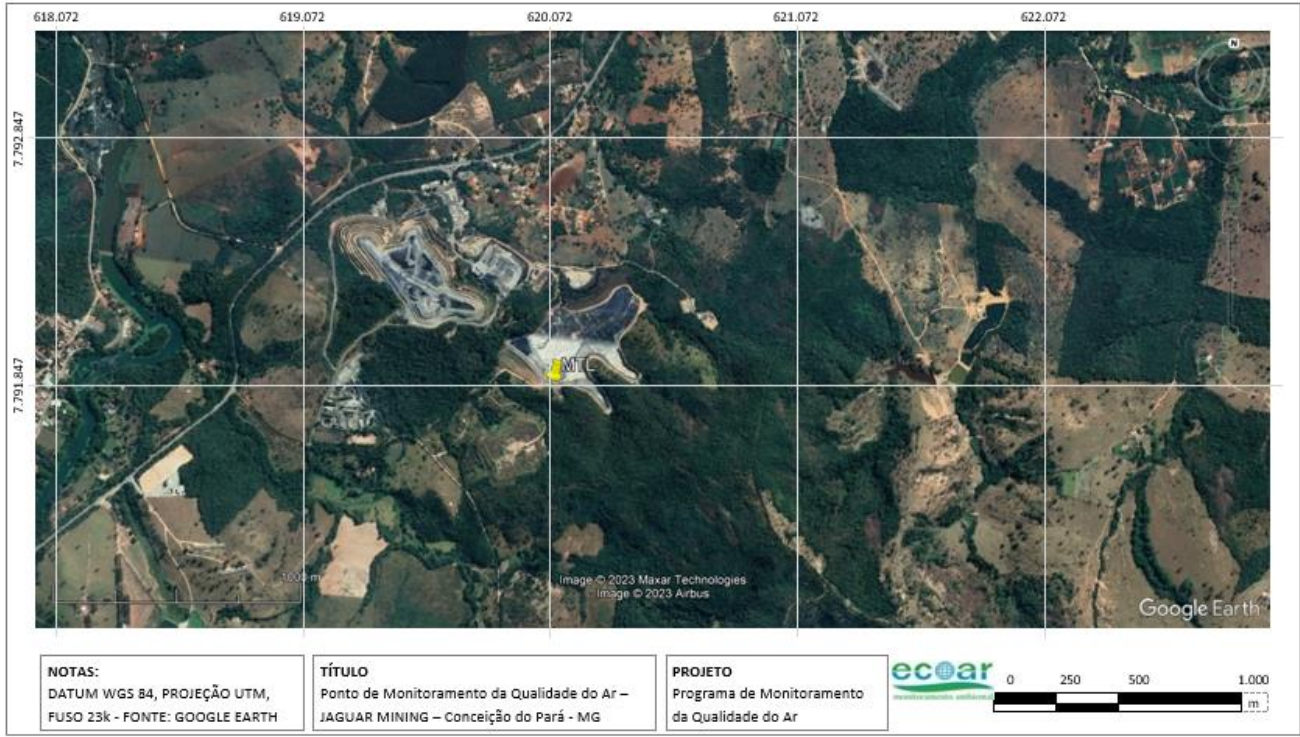 618.072
619.072
620.072
621.072
622.072
N
7.792.847
7.791.847
MTL
1000 m
Image © 2023 Maxar Technologies
Image © 2023 Airbus
Google Earth
NOTAS:
DATUM WGS 84, PROJEÇÃO UTM,
FUSO 23k - FONTE: GOOGLE EARTH
TÍTULO
Ponto de Monitoramento da Qualidade do Ar –
JAGUAR MINING – Conceição do Pará - MG
PROJETO
Programa de Monitoramento
da Qualidade do Ar
ecoar
monitoramento ambiental
0
250
500
1.000
m